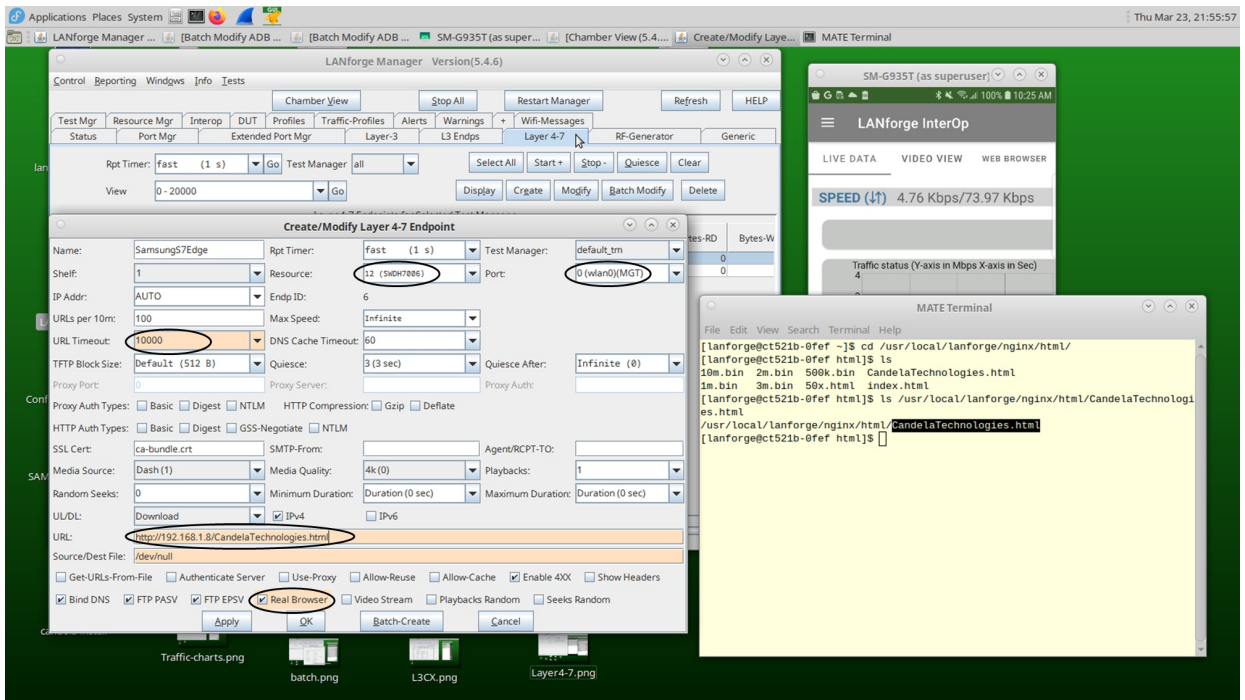 Applications Places System
Thu Mar 23, 21:55:57
LANforge Manager ... [Batch Modify ADB ... [Batch Modify ADB ... SM-G935T (as super... [Chamber View (5.4.... Create/Modify Laye... MATE Terminal
LANforge Manager Version(5.4.6)
Control Reporting Windows Info Tests
Chamber View Stop All Restart Manager Refresh HELP
Test Mgr Resource Mgr Interop DUT Profiles Traffic-Profiles Alerts Warnings + Wifi-Messages
Status Port Mgr Extended Port Mgr Layer-3 L3 Endps Layer 4-7 RF-Generator Generic
Rpt Timer: fast (1 s) Go Test Manager all Select All Start + Stop - Quiesce Clear
View 0 - 20000 Go Display Create Modify Batch Modify Delete
tes-RD Bytes-W
0
0
Create/Modify Layer 4-7 Endpoint
Name: SamsungS7Edge Rpt Timer: fast (1 s) Test Manager: default_tm
Shelf: 1 Resource: 12 (SWDH7006) Port: 0 (wlan0)(MGT)
IP Addr: AUTO Endp ID: 6
URLs per 10m: 100 Max Speed: Infinite
URL Timeout: 10000 DNS Cache Timeout: 60
TFTP Block Size: Default (512 B) Quiesce: 3 (3 sec) Quiesce After: Infinite (0)
Proxy Port: 0 Proxy Server: Proxy Auth:
Proxy Auth Types: Basic Digest NTLM HTTP Compression: Gzip Deflate
HTTP Auth Types: Basic Digest GSS-Negotiate NTLM
SSL Cert: ca-bundle.crt SMTP-From: Agent/RCPT-TO:
Media Source: Dash (1) Media Quality: 4k (0) Playbacks: 1
Random Seeks: 0 Minimum Duration: Duration (0 sec) Maximum Duration: Duration (0 sec)
UL/DL: Download IPv4 IPv6
URL: http://192.168.1.8/CandelaTechnologies.html
Source/Dest File: /dev/null
Get-URLs-From-File Authenticate Server Use-Proxy Allow-Reuse Allow-Cache Enable 4XX Show Headers
Bind DNS FTP PASV FTP EPSV Real Browser Video Stream Playbacks Random Seeks Random
Apply OK Batch-Create Cancel
SM-G935T (as superuser)
100% 10:25 AM
LANforge InterOp
LIVE DATA VIDEO VIEW WEB BROWSER
SPEED (↓↑) 4.76 Kbps/73.97 Kbps
Traffic status (Y-axis in Mbps X-axis in Sec)
4
MATE Terminal
File Edit View Search Terminal Help
[lanforge@ct521b-0fef ~]$ cd /usr/local/lanforge/nginx/html/
[lanforge@ct521b-0fef html]$ ls
10m.bin 2m.bin 500k.bin CandelaTechnologies.html
1m.bin 3m.bin 50x.html index.html
[lanforge@ct521b-0fef html]$ ls /usr/local/lanforge/nginx/html/CandelaTechnologi
es.html
/usr/local/lanforge/nginx/html/CandelaTechnologies.html
[lanforge@ct521b-0fef html]$
lan
Conf
SAM
Traffic-charts.png
batch.png
L3CX.png
Layer4-7.png